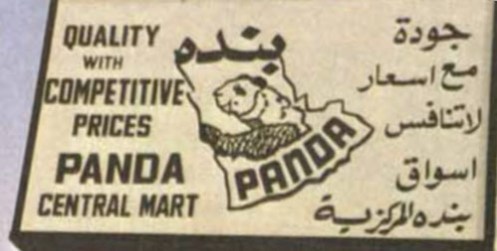 QUALITY
WITH
COMPETITIVE
PRICES
PANDA
CENTRAL MART
بنده
PANDA
جودة
مع اسعار
لاتنافس
اسواق
بنده المركزية